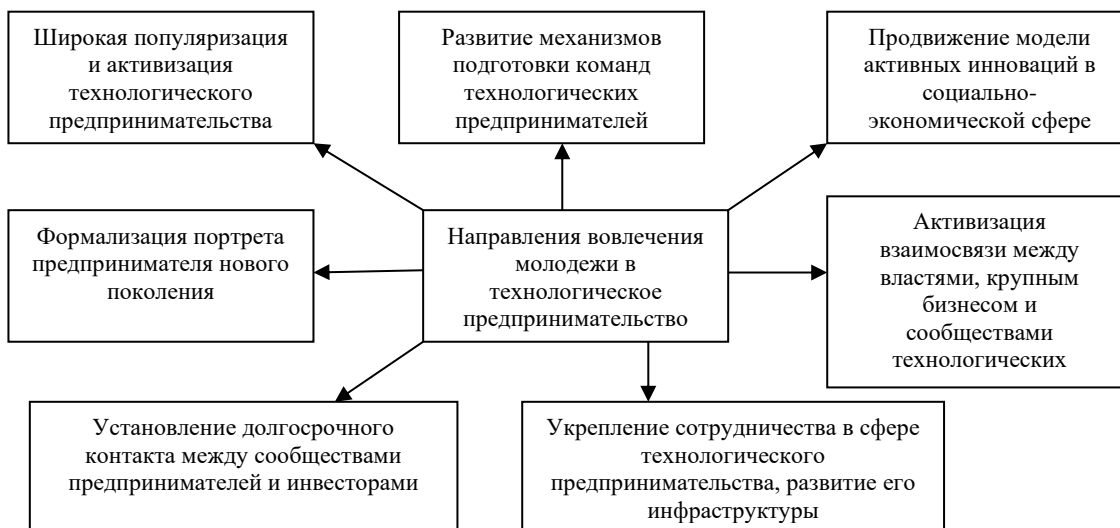 Широкая популяризация
и активизация
технологического
предпринимательства
Развитие механизмов
подготовки команд
технологических
предпринимателей
Продвижение модели
активных инноваций в
социально-
экономической сфере
Формализация портрета
предпринимателя нового
поколения
Направления вовлечения
молодежи в
технологическое
предпринимательство
Активизация
взаимосвязи между
властями, крупным
бизнесом и
сообществами
технологических
Установление долгосрочного
контакта между сообществами
предпринимателей и инвесторами
Укрепление сотрудничества в сфере
технологического
предпринимательства, развитие его
инфраструктуры